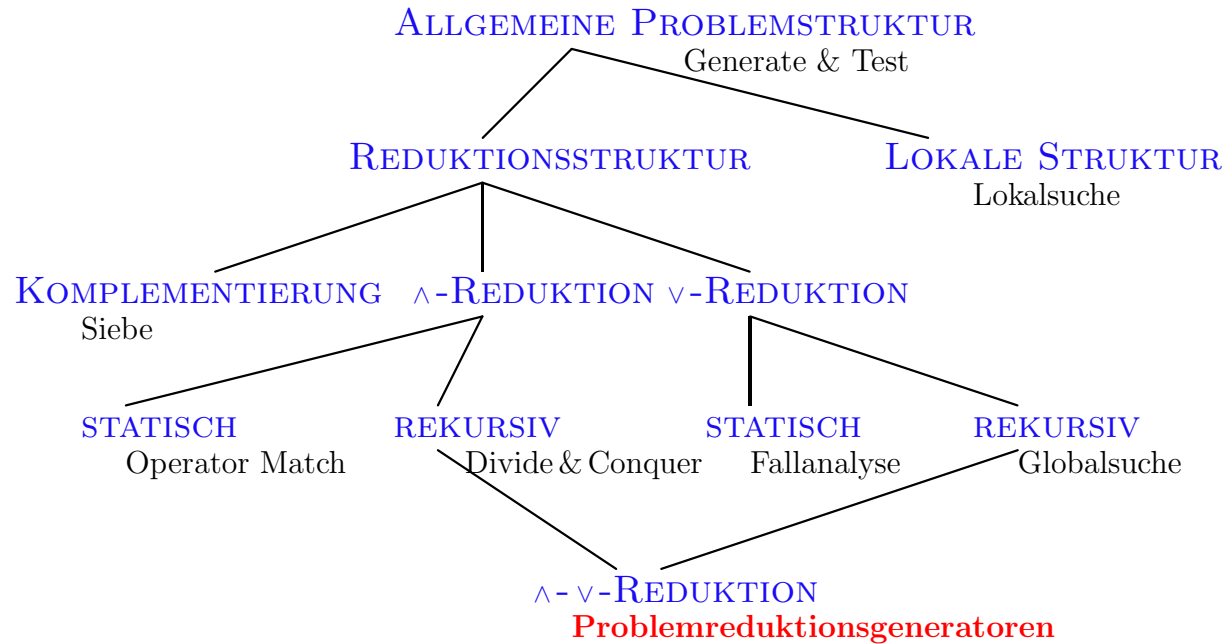 ALLGEMEINE PROBLEMSTRUKTUR
Generate & Test
REDUKTIONSSTRUKTUR
LOKALE STRUKTUR
Lokalsuche
KOMPLEMENTIERUNG
Siebe
∧-REDUKTION
∨-REDUKTION
STATISCH
Operator Match
REKURSIV
Divide & Conquer
STATISCH
Fallanalyse
REKURSIV
Globalsuche
∧-∨-REDUKTION
Problemreduktionsgeneratoren